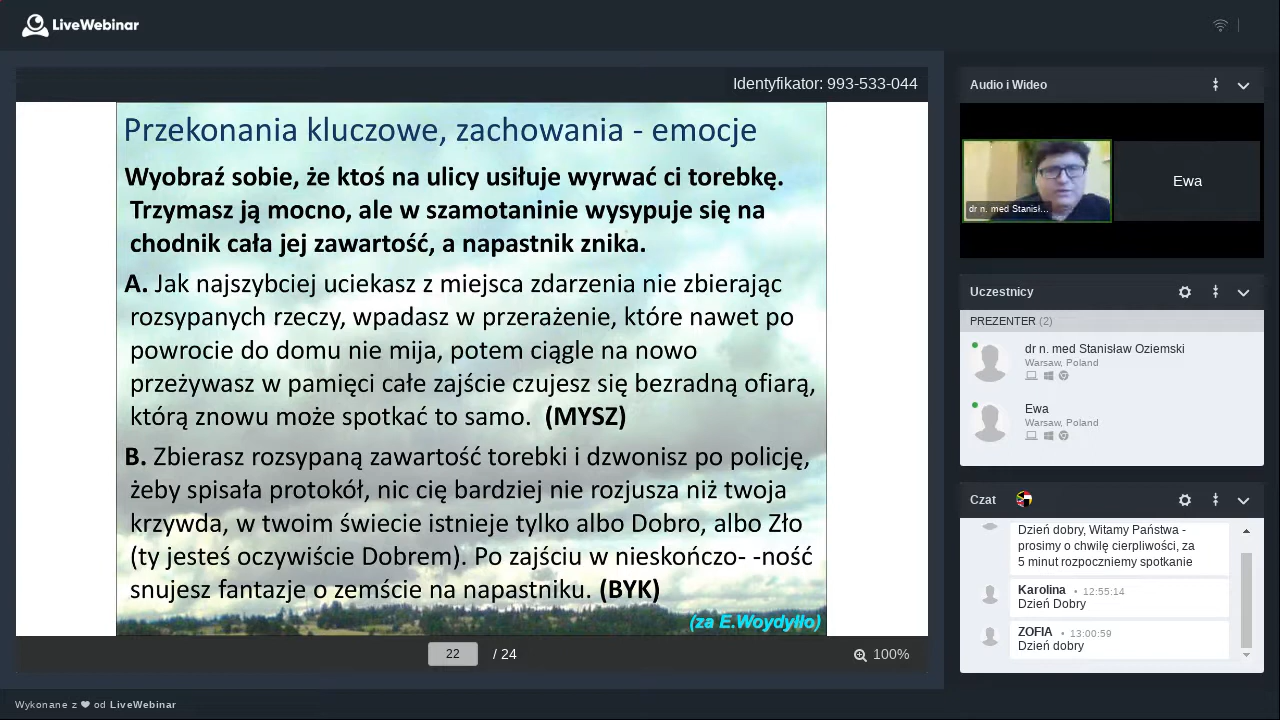 LiveWebinar
Identyfikator: 993-533-044
Przekonania kluczowe, zachowania - emocje
Wyobraź sobie, że ktoś na ulicy usiłuje wyrwać ci torebkę.
Trzymasz ją mocno, ale w szamotaninie wysypuje się na
chodnik cała jej zawartość, a napastnik znika.
A. Jak najszybciej uciekasz z miejsca zdarzenia nie zbierając
rozsypanych rzeczy, wpadasz w przerażenie, które nawet po
powrocie do domu nie mija, potem ciągle na nowo
przeżywasz w pamięci całe zajście czujesz się bezradną ofiarą,
którą znowu może spotkać to samo. (MYSZ)
B. Zbierasz rozsypaną zawartość torebki i dzwonisz po policję,
żeby spisała protokół, nic cię bardziej nie rozjusza niż twoja
krzywda, w twoim świecie istnieje tylko albo Dobro, albo Zło
(ty jesteś oczywiście Dobrem). Po zajściu w nieskończo- -ność
snujesz fantazje o zemście na napastniku. (BYK)
(za E.Woydyłło)
22 / 24
100%
Audio i Wideo
dr n. med Stanisł...
Ewa
Uczestnicy
PREZENTER (2)
dr n. med Stanisław Oziemski
Warsaw, Poland
Ewa
Warsaw, Poland
Czat
Dzień dobry, Witamy Państwa -
prosimy o chwilę cierpliwości, za
5 minut rozpoczniemy spotkanie
Karolina • 12:55:14
Dzień Dobry
ZOFIA • 13:00:59
Dzień dobry
Wykonane z ❤ od LiveWebinar